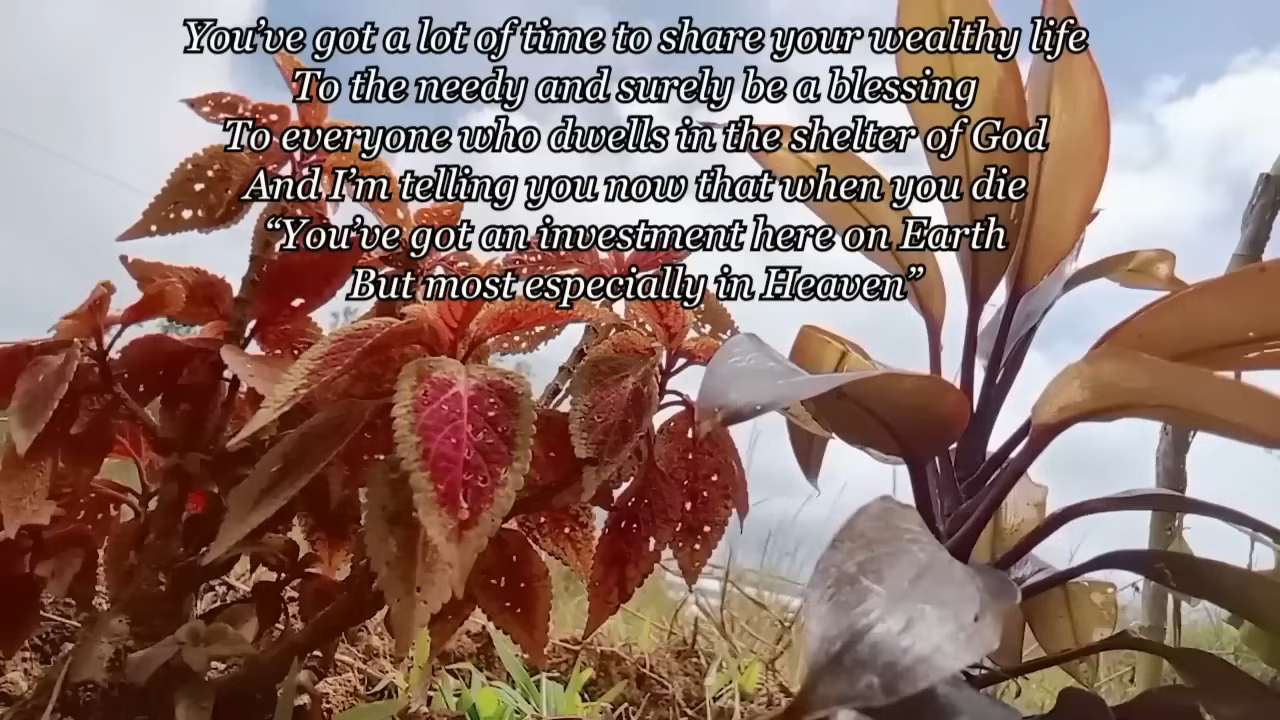 You’ve got a lot of time to share your wealthy life
To the needy and surely be a blessing
To everyone who dwells in the shelter of God
And I’m telling you now that when you die
“You’ve got an investment here on Earth
But most especially in Heaven”